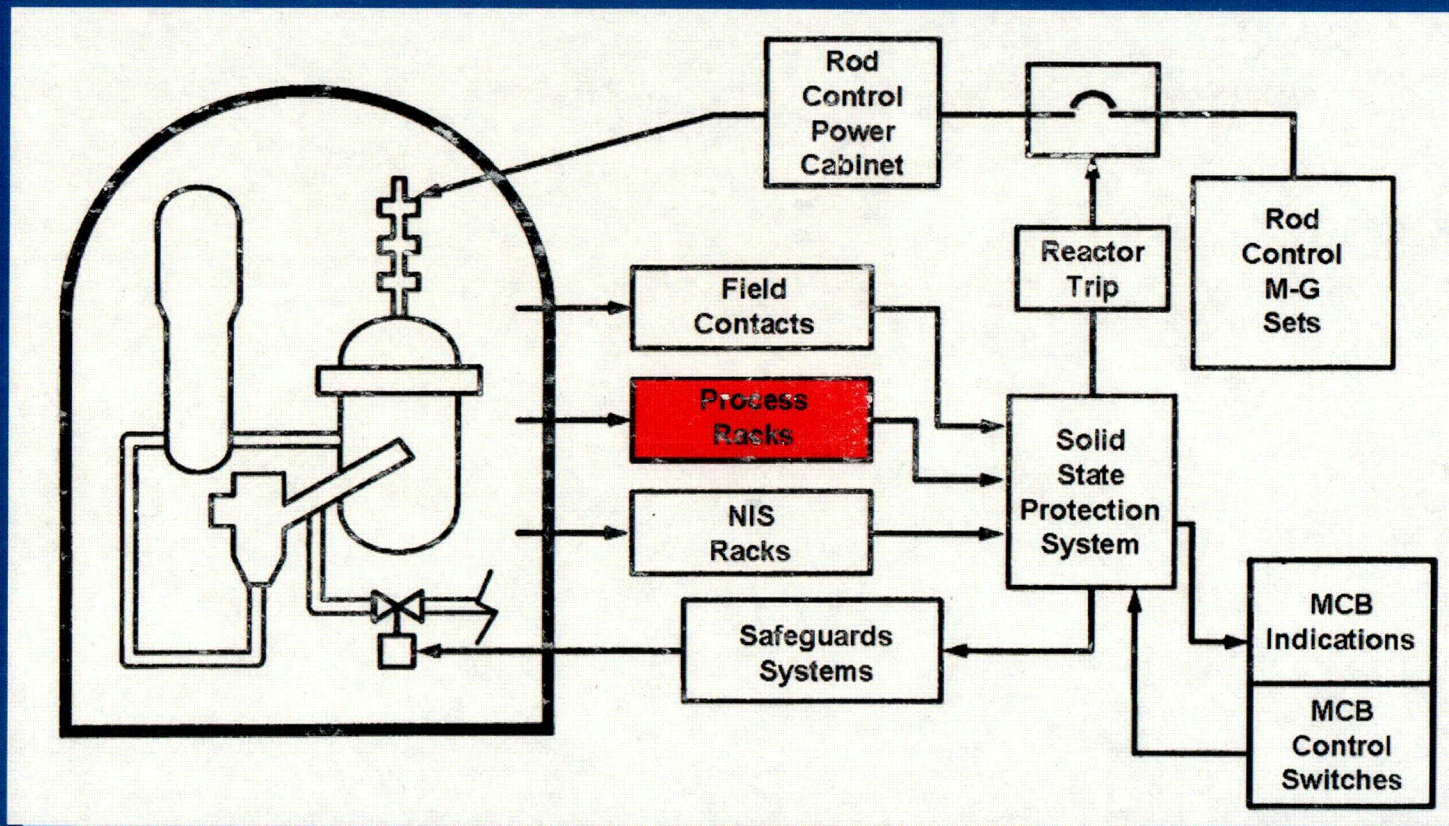 Rod
Control
Power
Cabinet
Rod
Control
M-G
Sets
Reactor
Trip
Field
Contacts
Process
Racks
NIS
Racks
Solid
State
Protection
System
Safeguards
Systems
MCB
Indications
MCB
Control
Switches